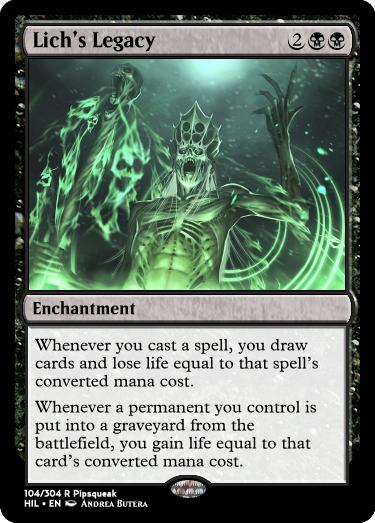 Lich's Legacy 2
Enchantment
Whenever you cast a spell, you draw
cards and lose life equal to that spell's
converted mana cost.
Whenever a permanent you control is
put into a graveyard from the
battlefield, you gain life equal to that
card's converted mana cost.
104/304 R Pipsqueak
HIL • EN Andrea Butera